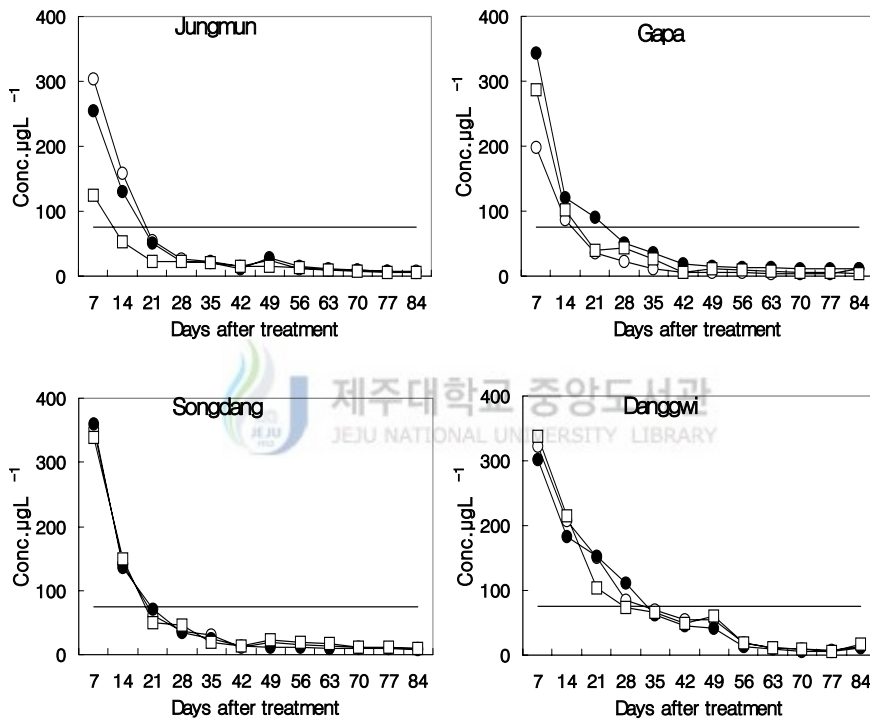 Jungmun
400
300
200
100
0
Conc.µgL ⁻¹
7 14 21 28 35 42 49 56 63 70 77 84
Days after treatment
Gapa
400
300
200
100
0
Conc.µgL ⁻¹
7 14 21 28 35 42 49 56 63 70 77 84
Days after treatment
제주대학교 중앙도서관
JEJU NATIONAL UNIVERSITY LIBRARY
JEJU
1952
Songdang
400
300
200
100
0
Conc.µgL ⁻¹
7 14 21 28 35 42 49 56 63 70 77 84
Days after treatment
Danggwi
400
300
200
100
0
Conc.µgL ⁻¹
7 14 21 28 35 42 49 56 63 70 77 84
Days after treatment